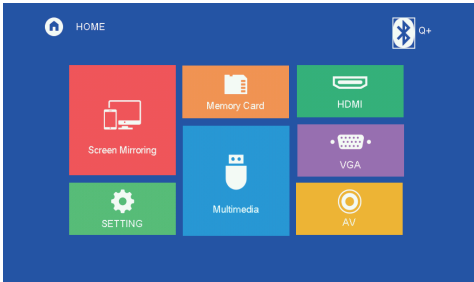 HOME
Q+
Screen Mirroring
Memory Card
HDMI
Multimedia
VGA
SETTING
AV